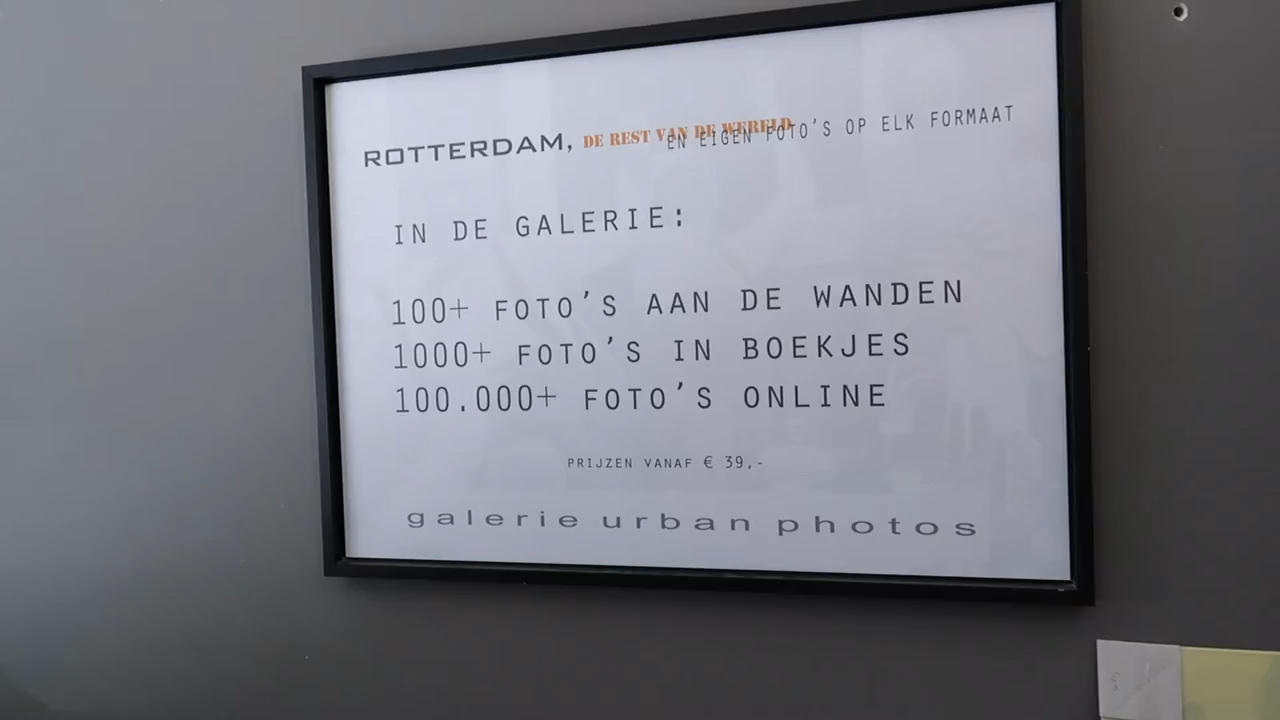 ROTTERDAM, DE REST VAN DE WERELD EN EIGEN FOTO'S OP ELK FORMAAT
IN DE GALERIE:
100+ FOTO'S AAN DE WANDEN
1000+ FOTO'S IN BOEKJES
100.000+ FOTO'S ONLINE
PRIJZEN VANAF € 39,-
galerie urban photos